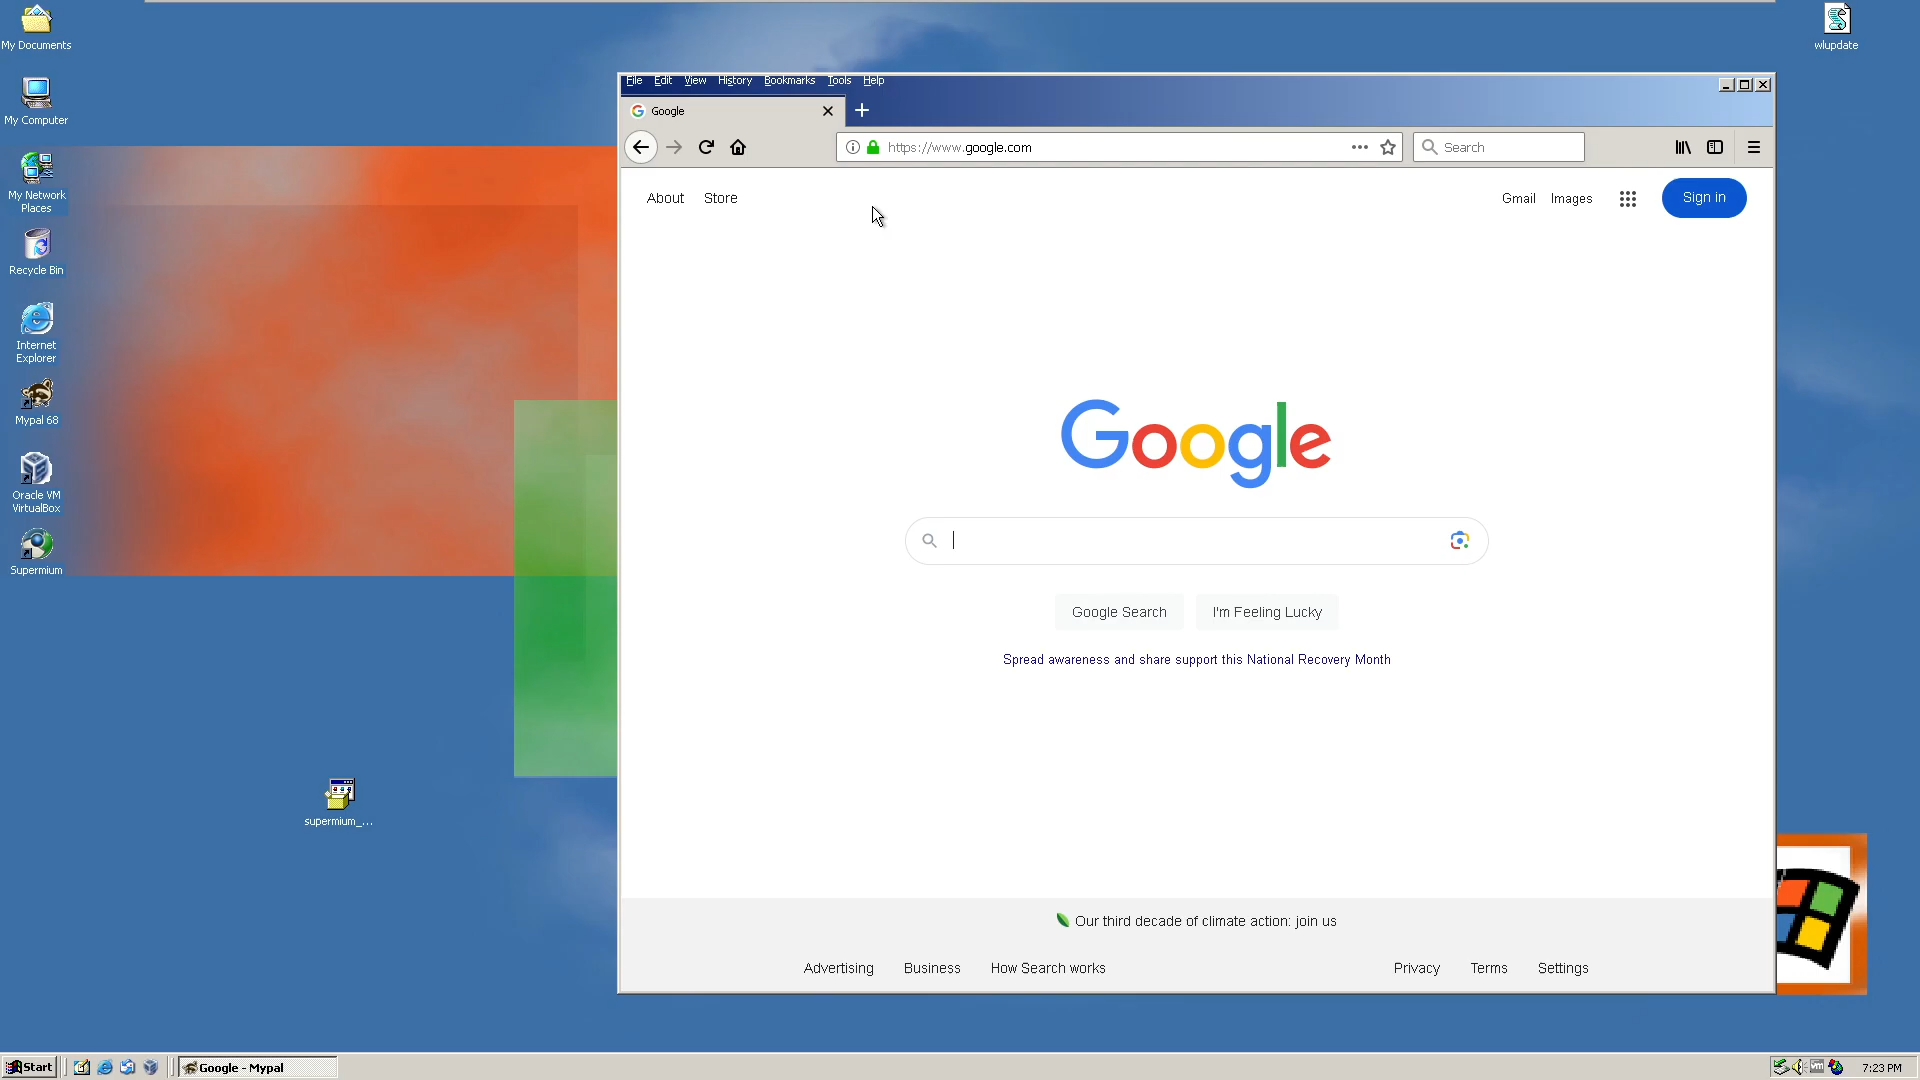 My Documents
My Computer
My Network
Places
Recycle Bin
Internet
Explorer
Mypal 68
Oracle VM
VirtualBox
Supermium
supermium_...
wlupdate
File Edit View History Bookmarks Tools Help
Google
https://www.google.com
Search
About Store
Gmail Images Sign in
Google
Google Search I'm Feeling Lucky
Spread awareness and share support this National Recovery Month
Our third decade of climate action: join us
Advertising Business How Search works Privacy Terms Settings
Start Google - Mypal 7:23 PM